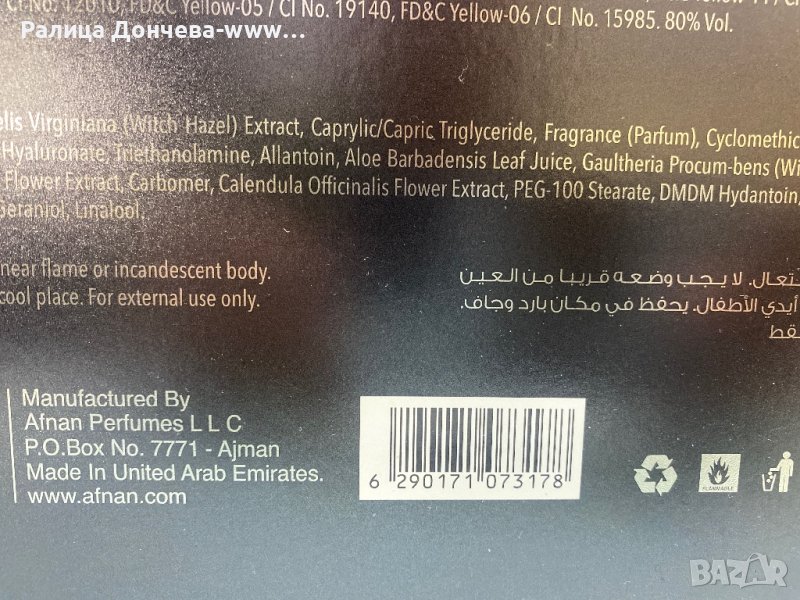 CI No. 12010, FD&C Yellow-05 / CI No. 19140, FD&C Yellow-06 / CI No. 15985. 80% Vol.
Ралица Дончева-www...
elis Virginiana (Witch Hazel) Extract, Caprylic/Capric Triglyceride, Fragrance (Parfum), Cyclomethic
Hyaluronate, Triethanolamine, Allantoin, Aloe Barbadensis Leaf Juice, Gaultheria Procum-bens (Wi
Flower Extract, Carbomer, Calendula Officinalis Flower Extract, PEG-100 Stearate, DMDM Hydantoin,
Geraniol, Linalool.
near flame or incandescent body.
cool place. For external use only.
تعال. لا يجب وضعه قريبا من العين
أيدي الأطفال. يحفظ في مكان بارد وجاف.
قط
Manufactured By
Afnan Perfumes L L C
P.O.Box No. 7771 - Ajman
Made In United Arab Emirates.
www.afnan.com
6 290171 073178
FLAMMABLE
BAZAR